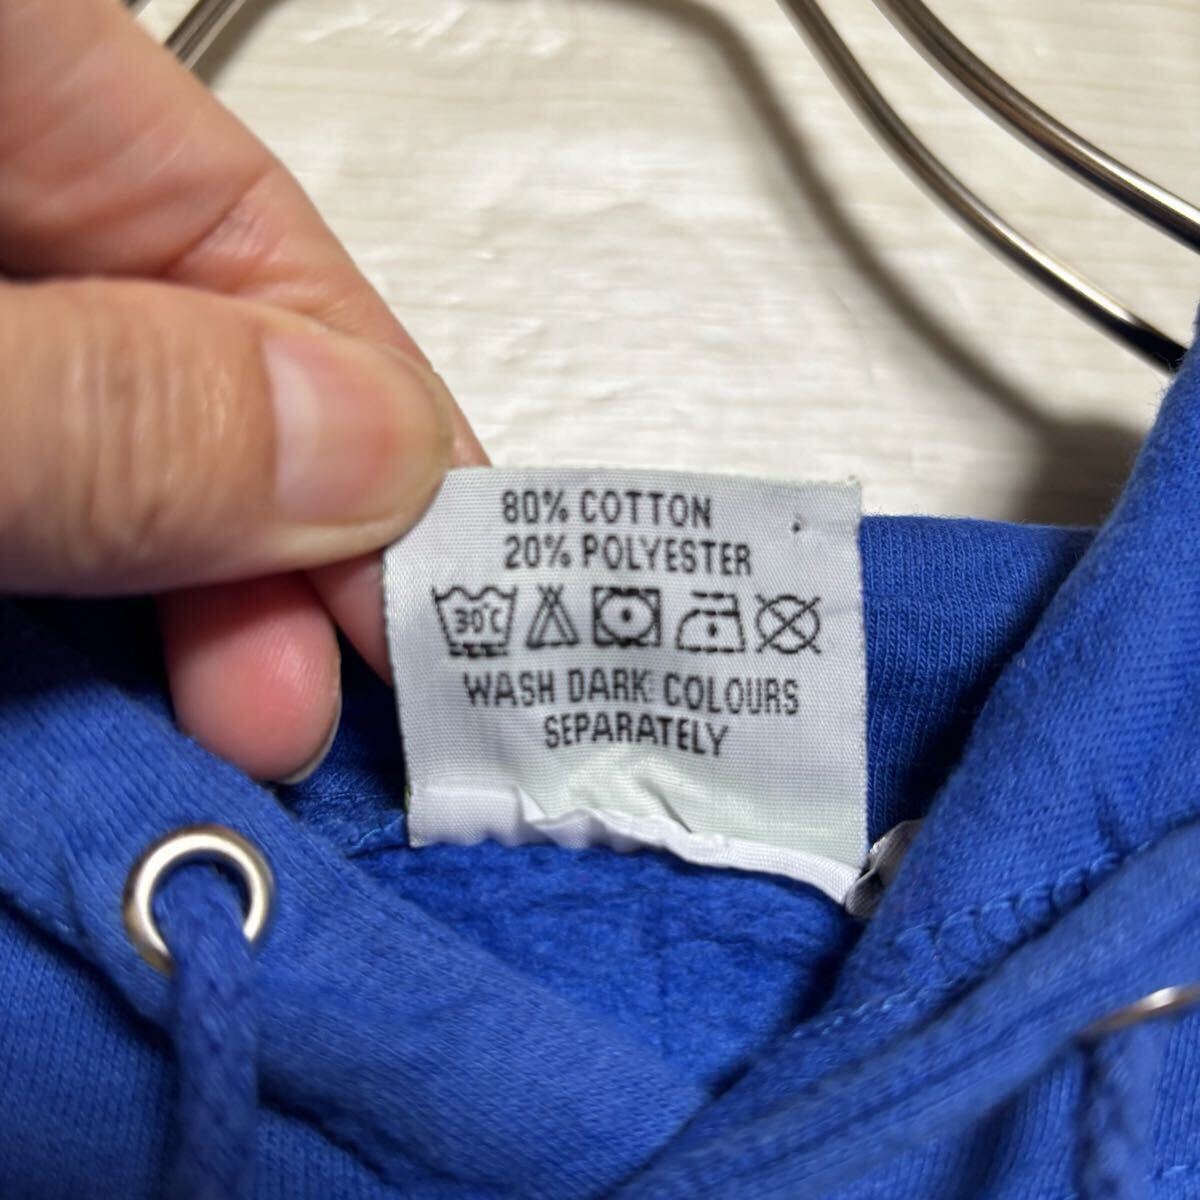 80% COTTON
20% POLYESTER
30°C
WASH DARK COLOURS
SEPARATELY